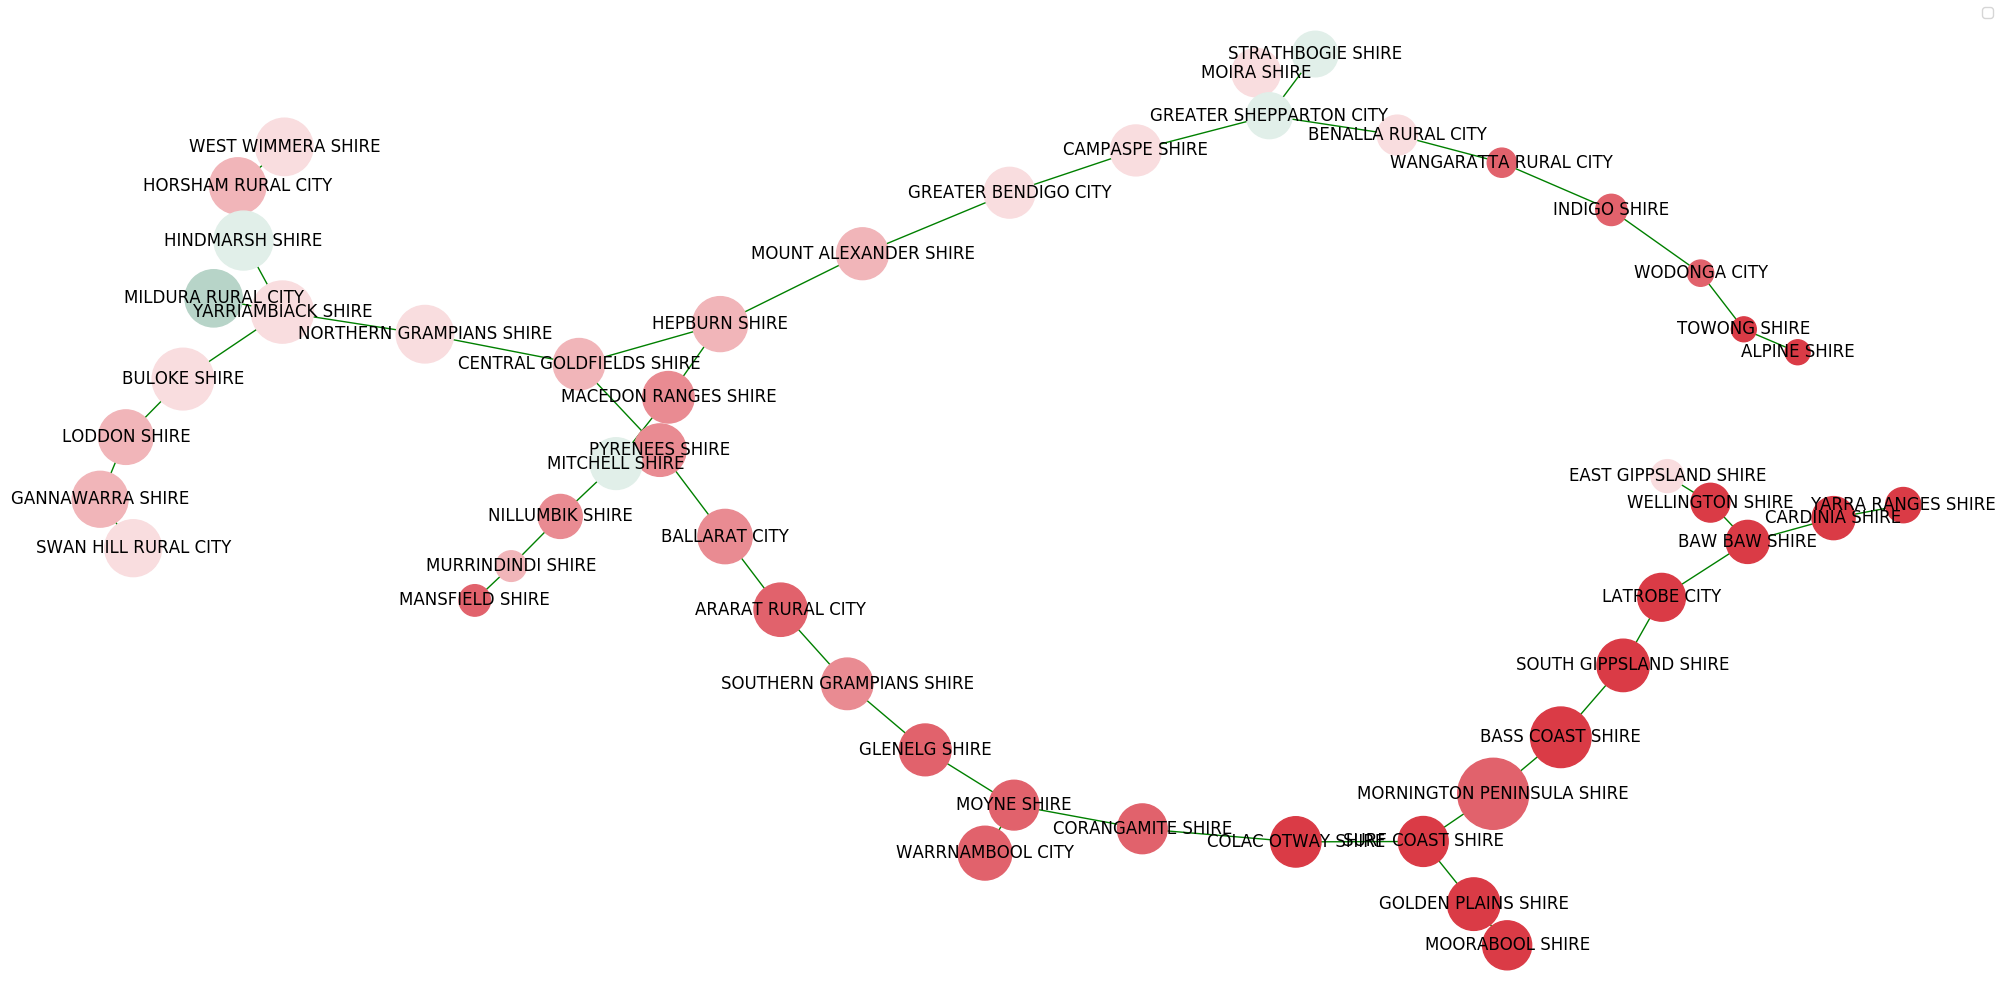 STRATHBOGIE SHIRE
MOIRA SHIRE
GREATER SHEPPARTON CITY
BENALLA RURAL CITY
WEST WIMMERA SHIRE
CAMPASPE SHIRE
WANGARATTA RURAL CITY
HORSHAM RURAL CITY
GREATER BENDIGO CITY
INDIGO SHIRE
HINDMARSH SHIRE
MOUNT ALEXANDER SHIRE
WODONGA CITY
MILDURA RURAL CITY
YARRIAMBIACK SHIRE
HEPBURN SHIRE
TOWONG SHIRE
NORTHERN GRAMPIANS SHIRE
ALPINE SHIRE
CENTRAL GOLDFIELDS SHIRE
BULOKE SHIRE
MACEDON RANGES SHIRE
LODDON SHIRE
PYRENEES SHIRE
MITCHELL SHIRE
EAST GIPPSLAND SHIRE
GANNAWARRA SHIRE
WELLINGTON SHIRE
YARRA RANGES SHIRE
NILLUMBIK SHIRE
CARDINIA SHIRE
BALLARAT CITY
BAW BAW SHIRE
SWAN HILL RURAL CITY
MURRINDINDI SHIRE
LATROBE CITY
MANSFIELD SHIRE
ARARAT RURAL CITY
SOUTH GIPPSLAND SHIRE
SOUTHERN GRAMPIANS SHIRE
BASS COAST SHIRE
GLENELG SHIRE
MORNINGTON PENINSULA SHIRE
MOYNE SHIRE
CORANGAMITE SHIRE
COLAC OTWAY SHIRE
SURF COAST SHIRE
WARRNAMBOOL CITY
GOLDEN PLAINS SHIRE
MOORABOOL SHIRE